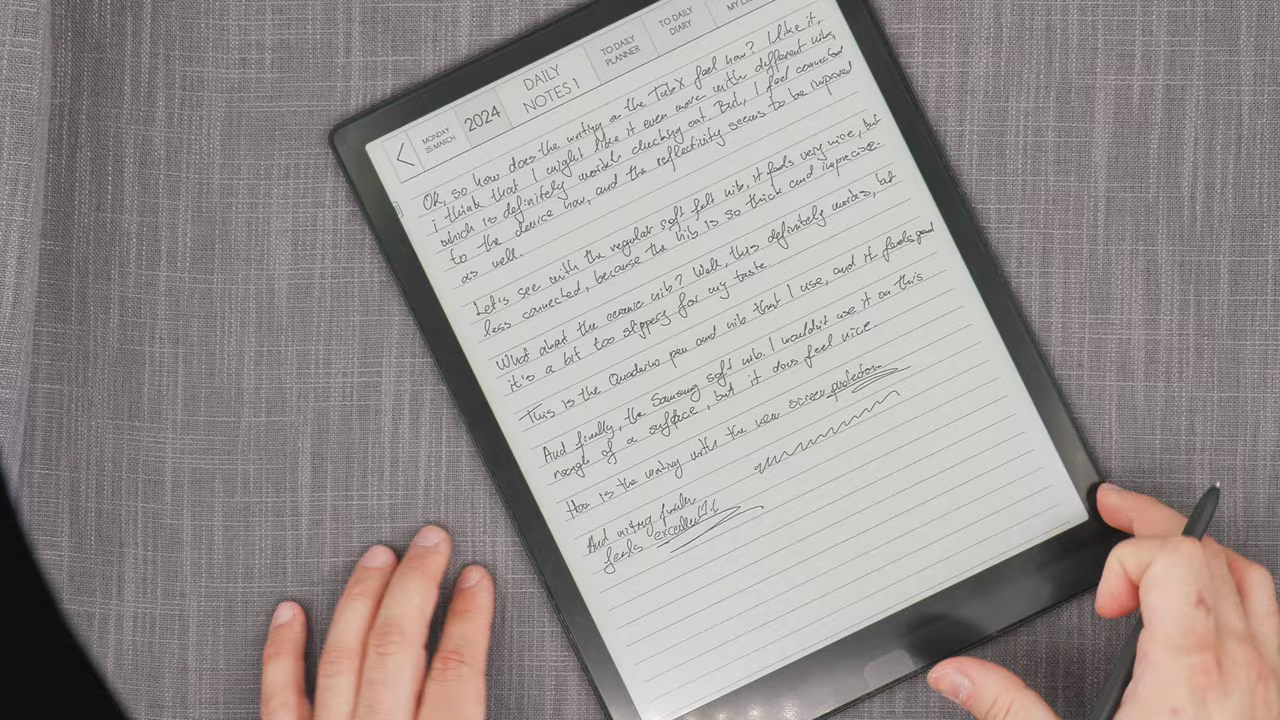 MONDAY
25 MARCH
2024
DAILY
NOTES 1
TO DAILY
PLANNER
TO DAILY
DIARY
Ok, so how does the writing on the Tab X feel now? I like it,
i think that I might like it even more with different nibs,
which is definitely worth checking out. But, I feel connected
to the device now, and the reflectivity seems to be improved
as well.
Let's see with the regular soft felt nib, it feels very nice, but
less connected, because the nib is so thick and imprecise.
What about the ceramic nib? Well, this definitely works, but
it's a bit too slippery for my taste.
This is the Quaderno pen and nib that I use, and it feels good
And finally, the Samsung soft nib. I wouldn't use it on this
rough of a surface, but it does feel nice.
How is the writing with the new screen protector
And writing
feels excellent!!